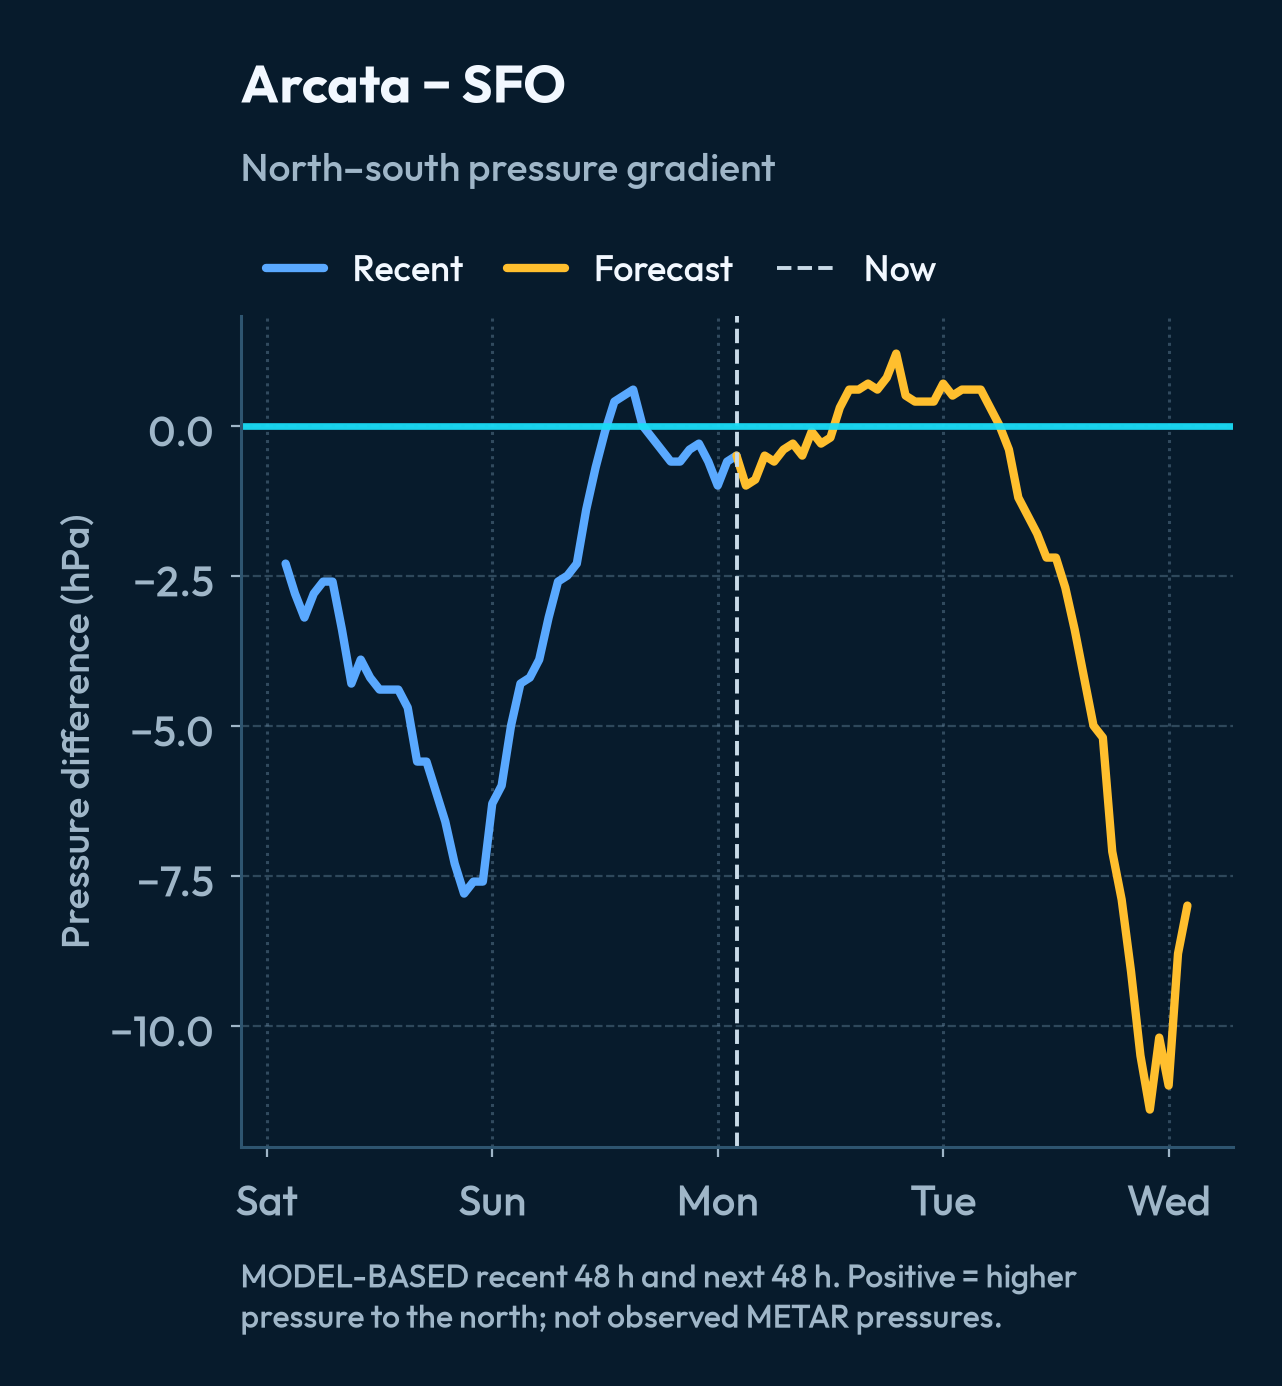 Arcata – SFO
North–south pressure gradient
Recent Forecast Now
0.0
−2.5
−5.0
−7.5
−10.0
Pressure difference (hPa)
Sat Sun Mon Tue Wed
MODEL-BASED recent 48 h and next 48 h. Positive = higher
pressure to the north; not observed METAR pressures.